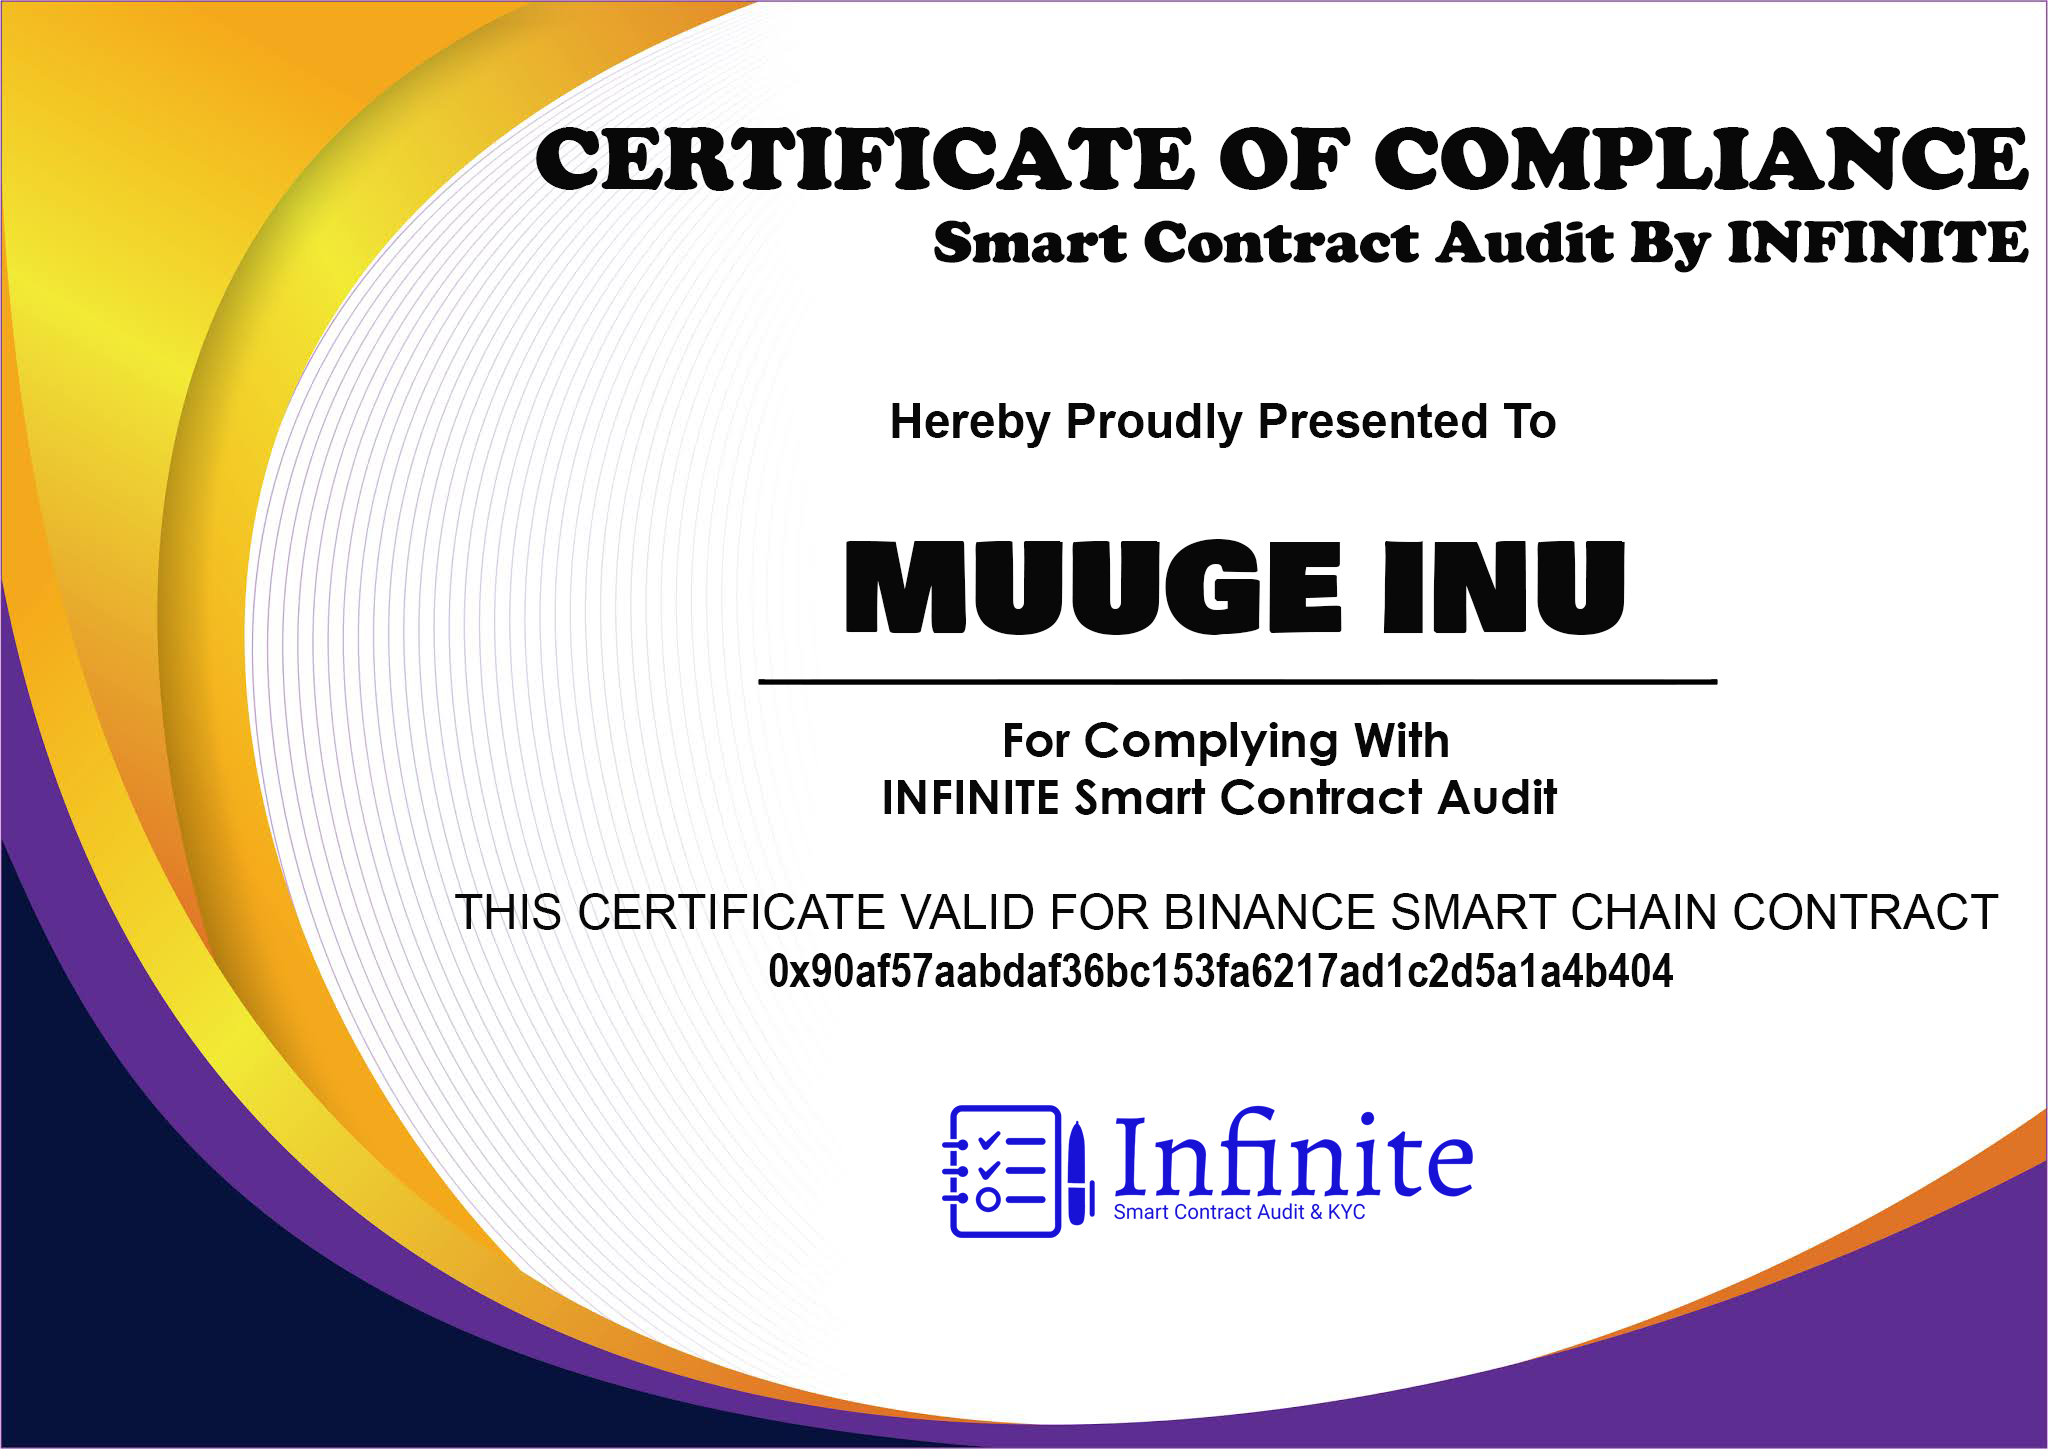 CERTIFICATE OF COMPLIANCE
Smart Contract Audit By INFINITE
Hereby Proudly Presented To
MUUGE INU
For Complying With
INFINITE Smart Contract Audit
THIS CERTIFICATE VALID FOR BINANCE SMART CHAIN CONTRACT
0x90af57aabdaf36bc153fa6217ad1c2d5a1a4b404
Infinite
Smart Contract Audit & KYC